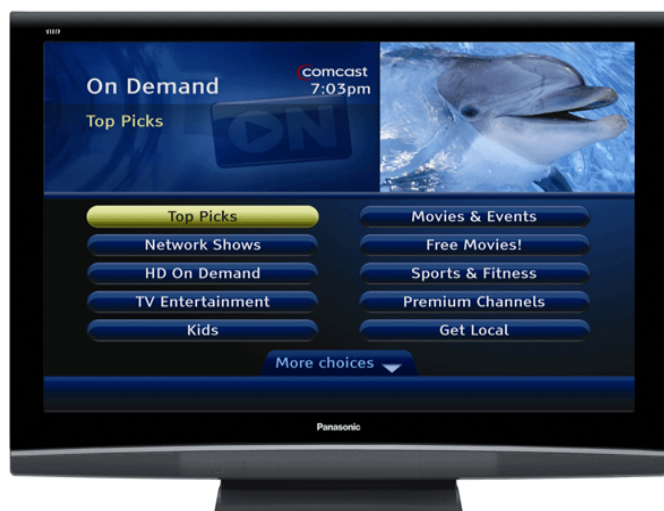 VIERA
On Demand
comcast
7:03pm
Top Picks
ON
Top Picks
Movies & Events
Network Shows
Free Movies!
HD On Demand
Sports & Fitness
TV Entertainment
Premium Channels
Kids
Get Local
More choices
Panasonic